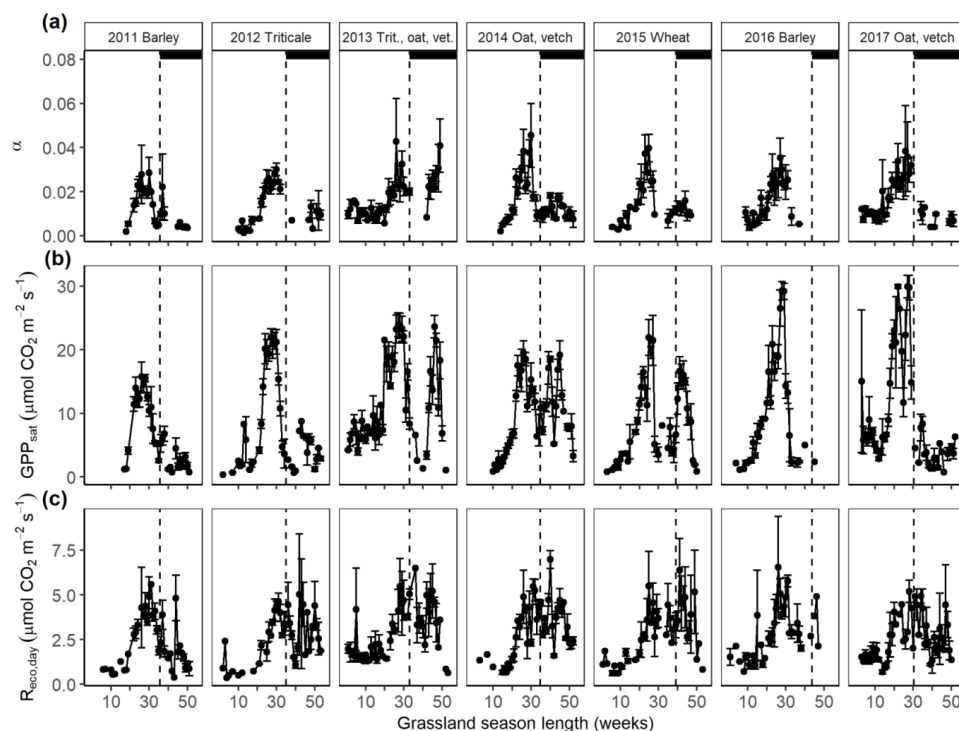 (a)
2011 Barley 2012 Triticale 2013 Trit., oat, vet. 2014 Oat, vetch 2015 Wheat 2016 Barley 2017 Oat, vetch
0.08
0.06
α
0.04
0.02
0.00
(b)
30
GPPsat (μmol CO2 m−2 s−1)
20
10
0
(c)
7.5
Reco,day (μmol CO2 m−2 s−1)
5.0
2.5
0.0
10 30 50 10 30 50 10 30 50 10 30 50 10 30 50 10 30 50 10 30 50
Grassland season length (weeks)